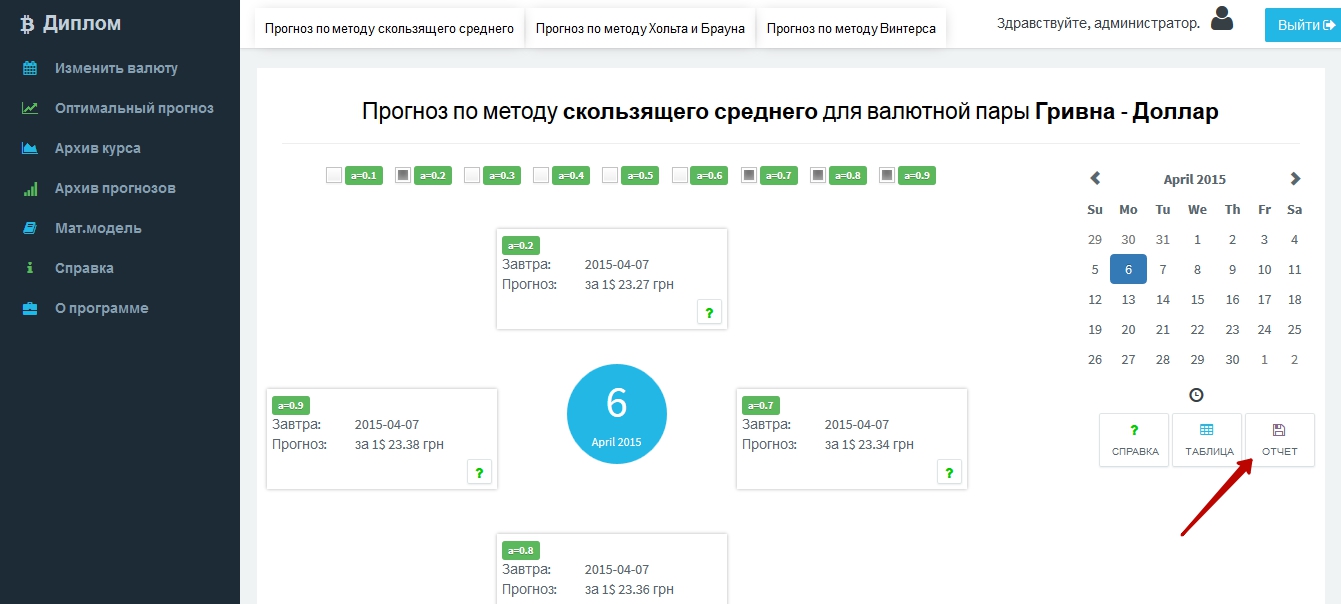 Диплом
Изменить валюту
Оптимальный прогноз
Архив курса
Архив прогнозов
Мат.модель
Справка
О программе
Прогноз по методу скользящего среднего
Прогноз по методу Хольта и Брауна
Прогноз по методу Винтерса
Здравствуйте, администратор.
Выйти
Прогноз по методу скользящего среднего для валютной пары Гривна - Доллар
a=0.1 a=0.2 a=0.3 a=0.4 a=0.5 a=0.6 a=0.7 a=0.8 a=0.9
a=0.2
Завтра: 2015-04-07
Прогноз: за 1$ 23.27 грн
?
a=0.9
Завтра: 2015-04-07
Прогноз: за 1$ 23.38 грн
?
6
April 2015
a=0.7
Завтра: 2015-04-07
Прогноз: за 1$ 23.34 грн
?
a=0.8
Завтра: 2015-04-07
Прогноз: за 1$ 23.36 грн
April 2015
Su Mo Tu We Th Fr Sa
29 30 31 1 2 3 4
5 6 7 8 9 10 11
12 13 14 15 16 17 18
19 20 21 22 23 24 25
26 27 28 29 30 1 2
?
СПРАВКА
ТАБЛИЦА
ОТЧЕТ